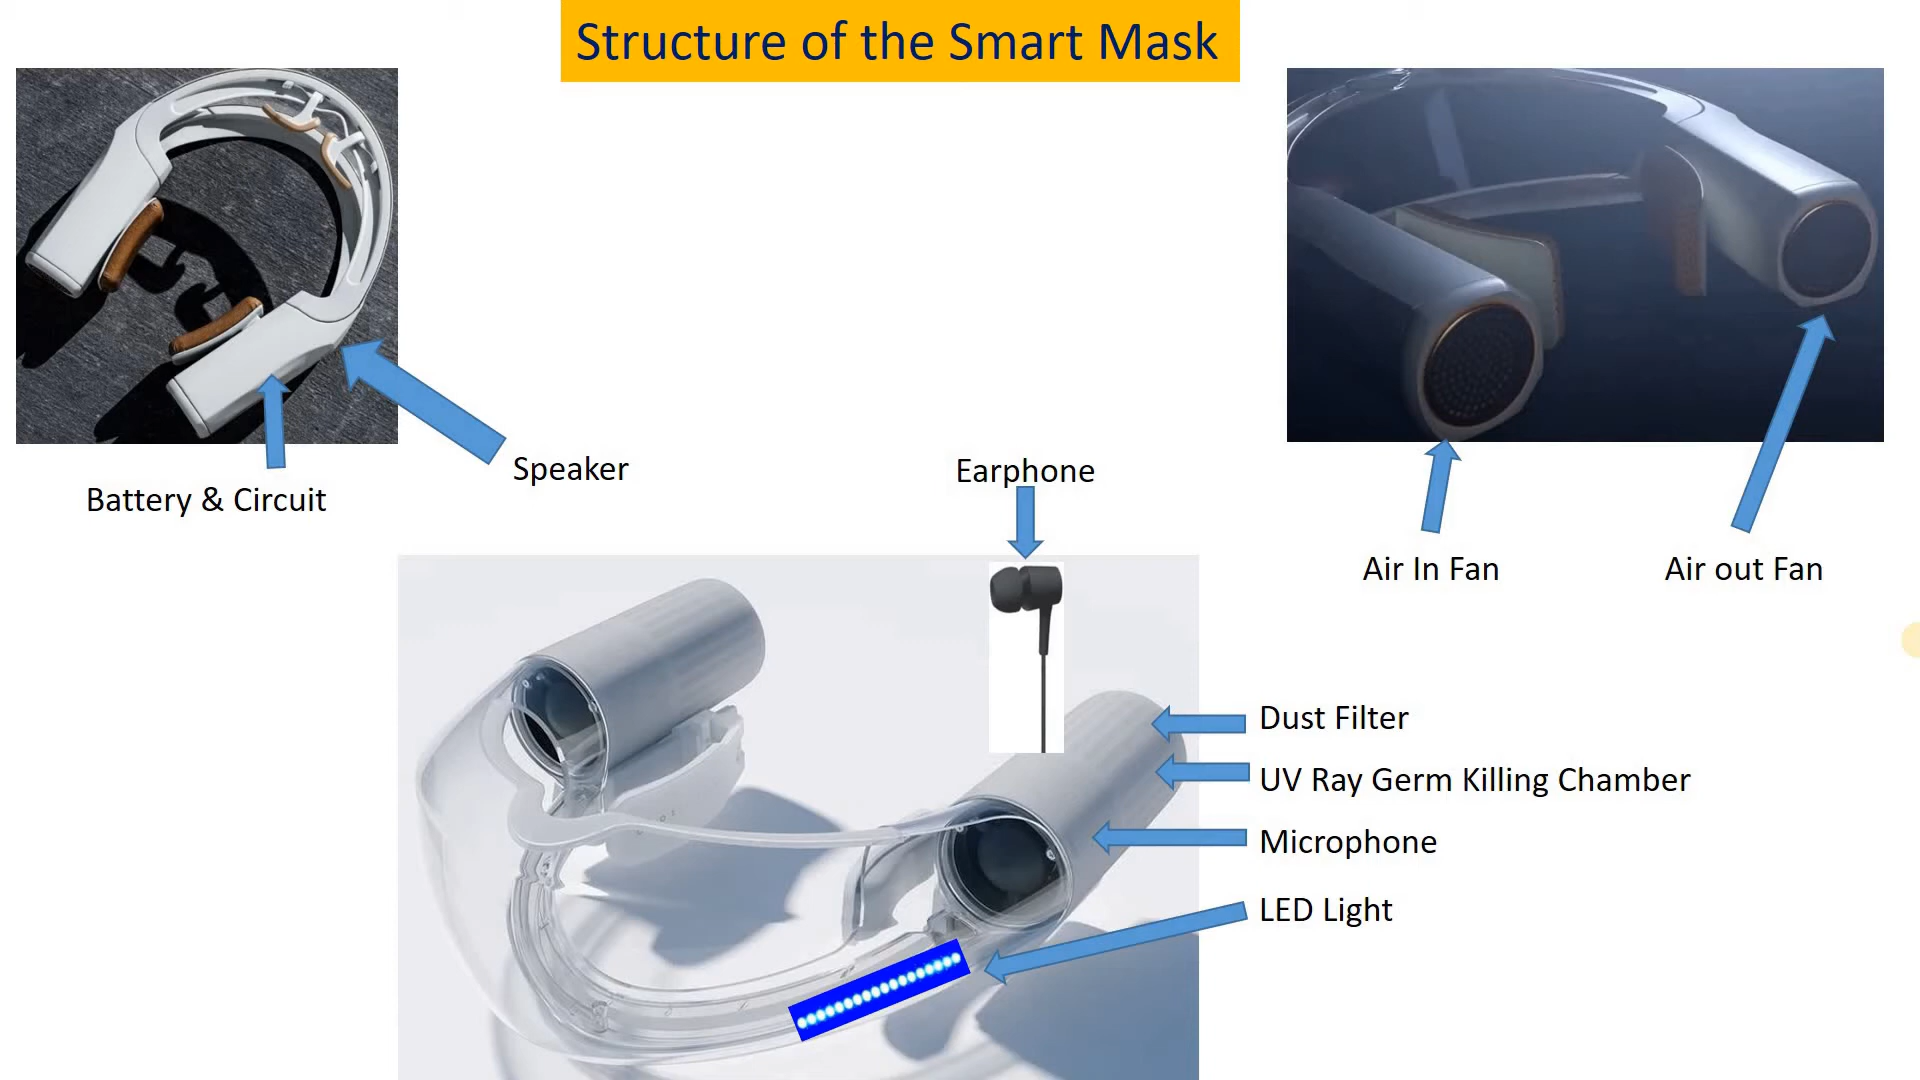 Structure of the Smart Mask
Speaker
Battery & Circuit
Earphone
Air In Fan
Air out Fan
Dust Filter
UV Ray Germ Killing Chamber
Microphone
LED Light